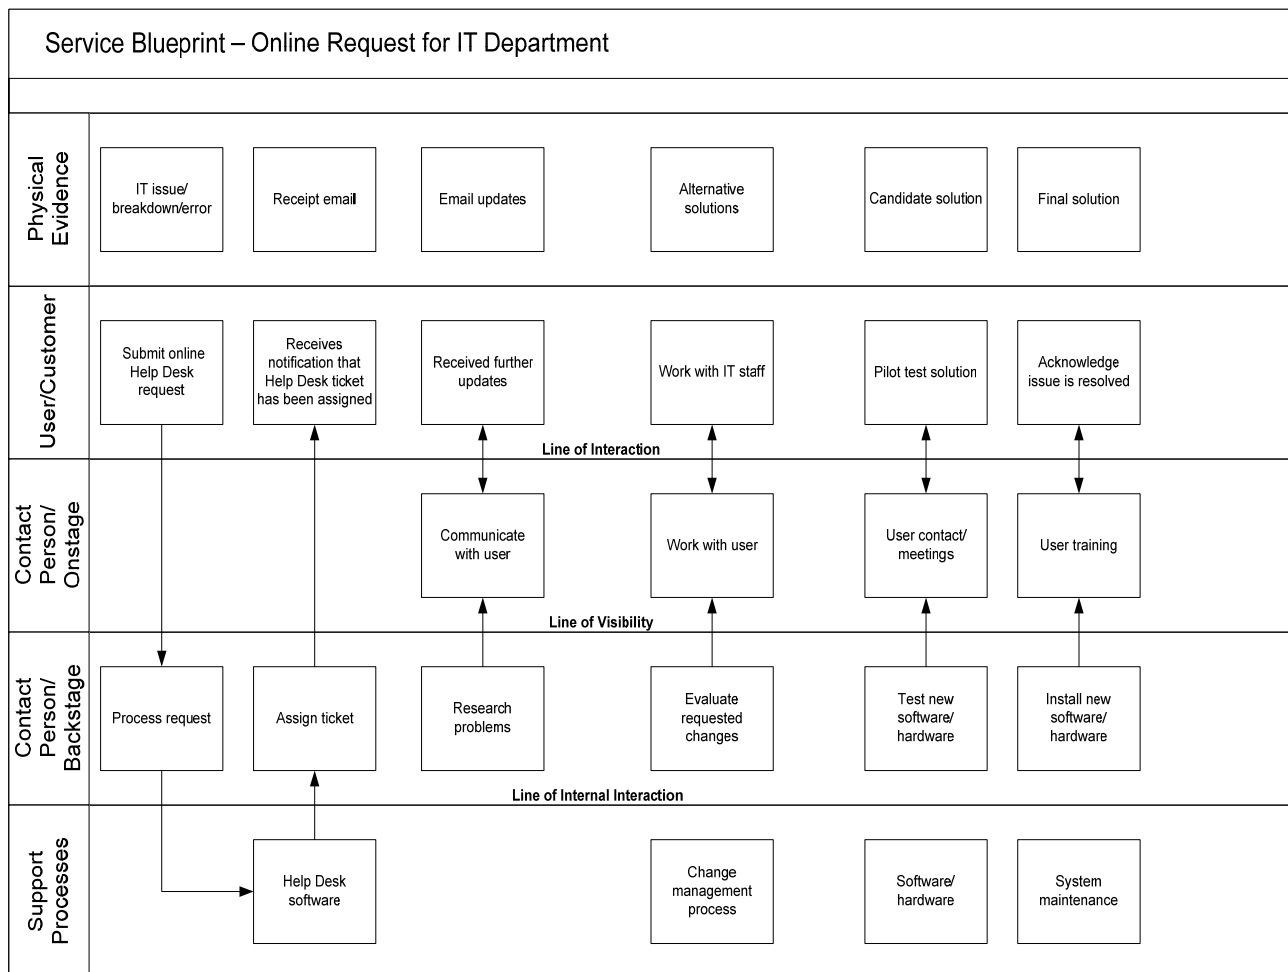 Service Blueprint – Online Request for IT Department
Physical
Evidence
IT issue/
breakdown/error
Receipt email
Email updates
Alternative
solutions
Candidate solution
Final solution
User/Customer
Submit online
Help Desk
request
Receives
notification that
Help Desk ticket
has been assigned
Received further
updates
Work with IT staff
Pilot test solution
Acknowledge
issue is resolved
Line of Interaction
Contact
Person/
Onstage
Communicate
with user
Work with user
User contact/
meetings
User training
Line of Visibility
Contact
Person/
Backstage
Process request
Assign ticket
Research
problems
Evaluate
requested
changes
Test new
software/
hardware
Install new
software/
hardware
Line of Internal Interaction
Support
Processes
Help Desk
software
Change
management
process
Software/
hardware
System
maintenance